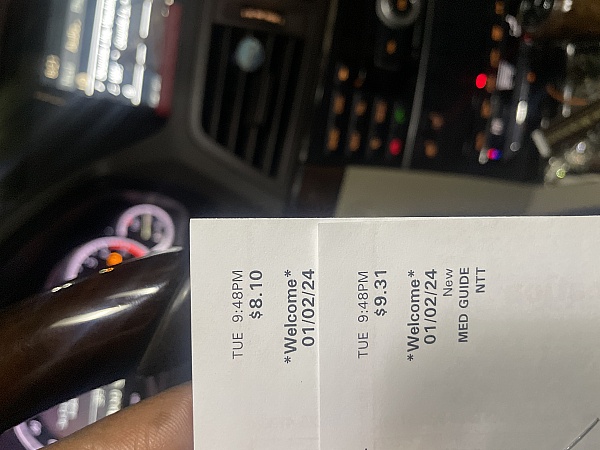 TUE 9:48PM
$8.10
*Welcome*
01/02/24
TUE 9:48PM
$9.31
*Welcome*
01/02/24
New
MED GUIDE
NTT